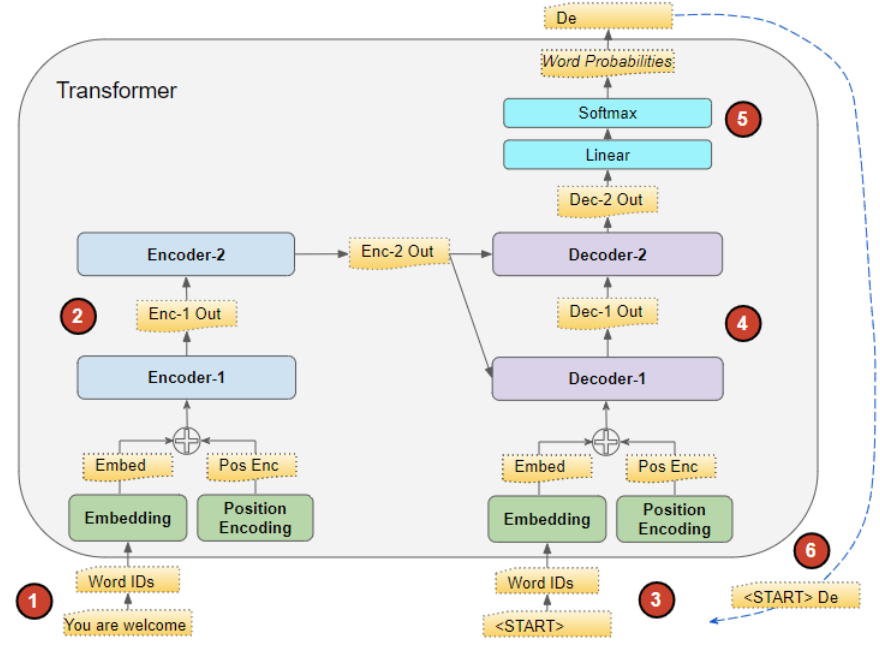 De
Word Probabilities
Transformer
Softmax
5
Linear
Dec-2 Out
Encoder-2
Enc-2 Out
Decoder-2
2
Enc-1 Out
Dec-1 Out
4
Encoder-1
Decoder-1
Embed
Pos Enc
Embed
Pos Enc
Embedding
Position
Encoding
Embedding
Position
Encoding
6
1
Word IDs
Word IDs
3
<START> De
You are welcome
<START>